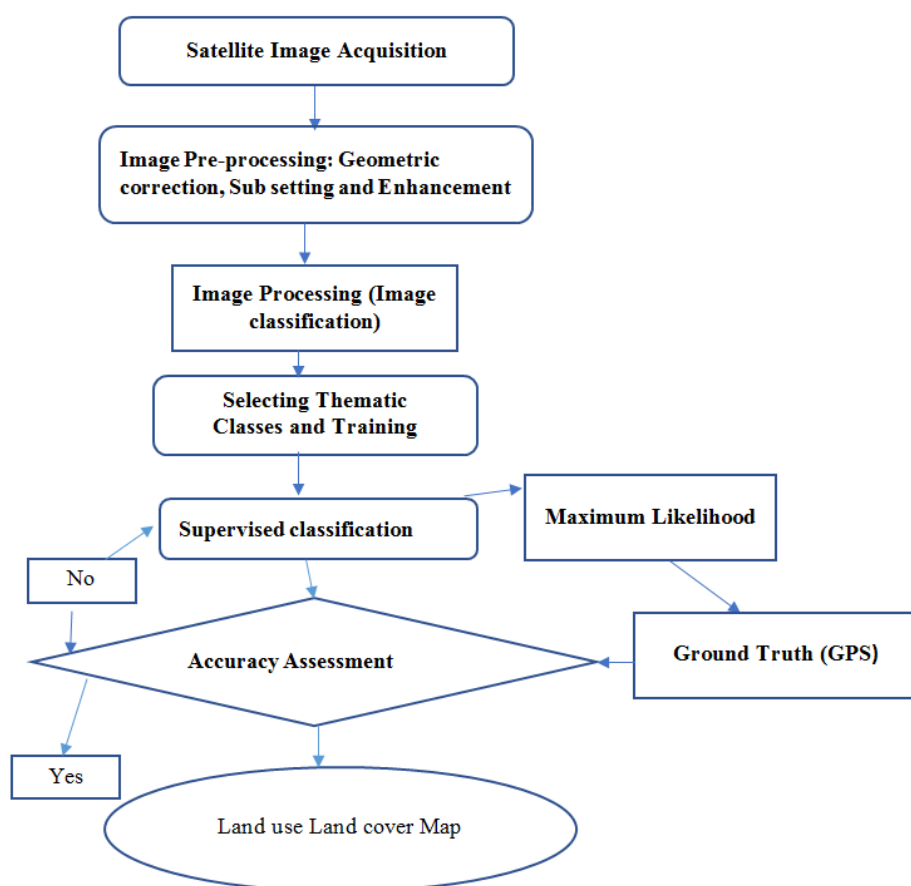 Satellite Image Acquisition
Image Pre-processing: Geometric
correction, Sub setting and Enhancement
Image Processing (Image
classification)
Selecting Thematic
Classes and Training
Supervised classification
Maximum Likelihood
No
Accuracy Assessment
Ground Truth (GPS)
Yes
Land use Land cover Map